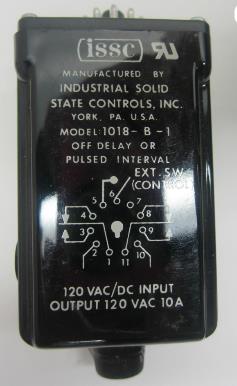 issc
MANUFACTURED BY
INDUSTRIAL SOLID
STATE CONTROLS, INC.
YORK, PA. U.S.A.
MODEL: 1018-B-1
OFF DELAY OR
PULSED INTERVAL
EXT. SW.
(CONTROL)
5 6 7
4 8
3 9
2 1 11 10
120 VAC/DC INPUT
OUTPUT 120 VAC 10A